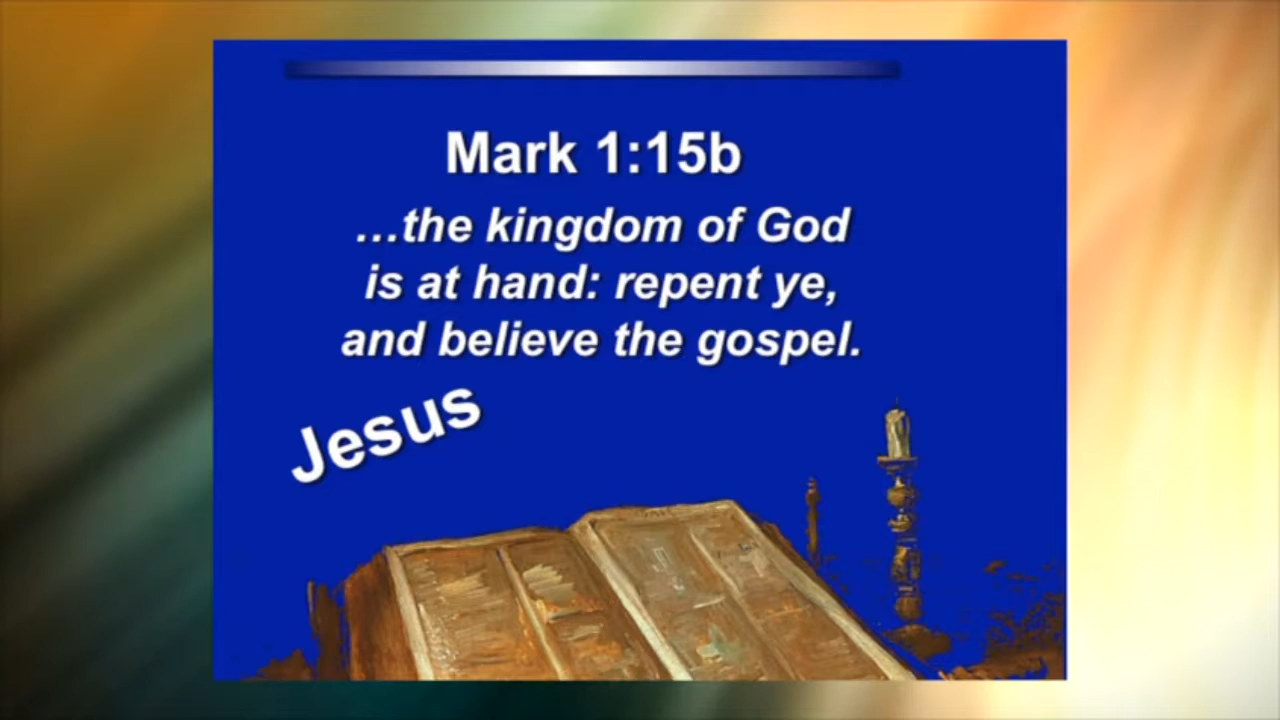 Mark 1:15b
…the kingdom of God
is at hand: repent ye,
and believe the gospel.
Jesus